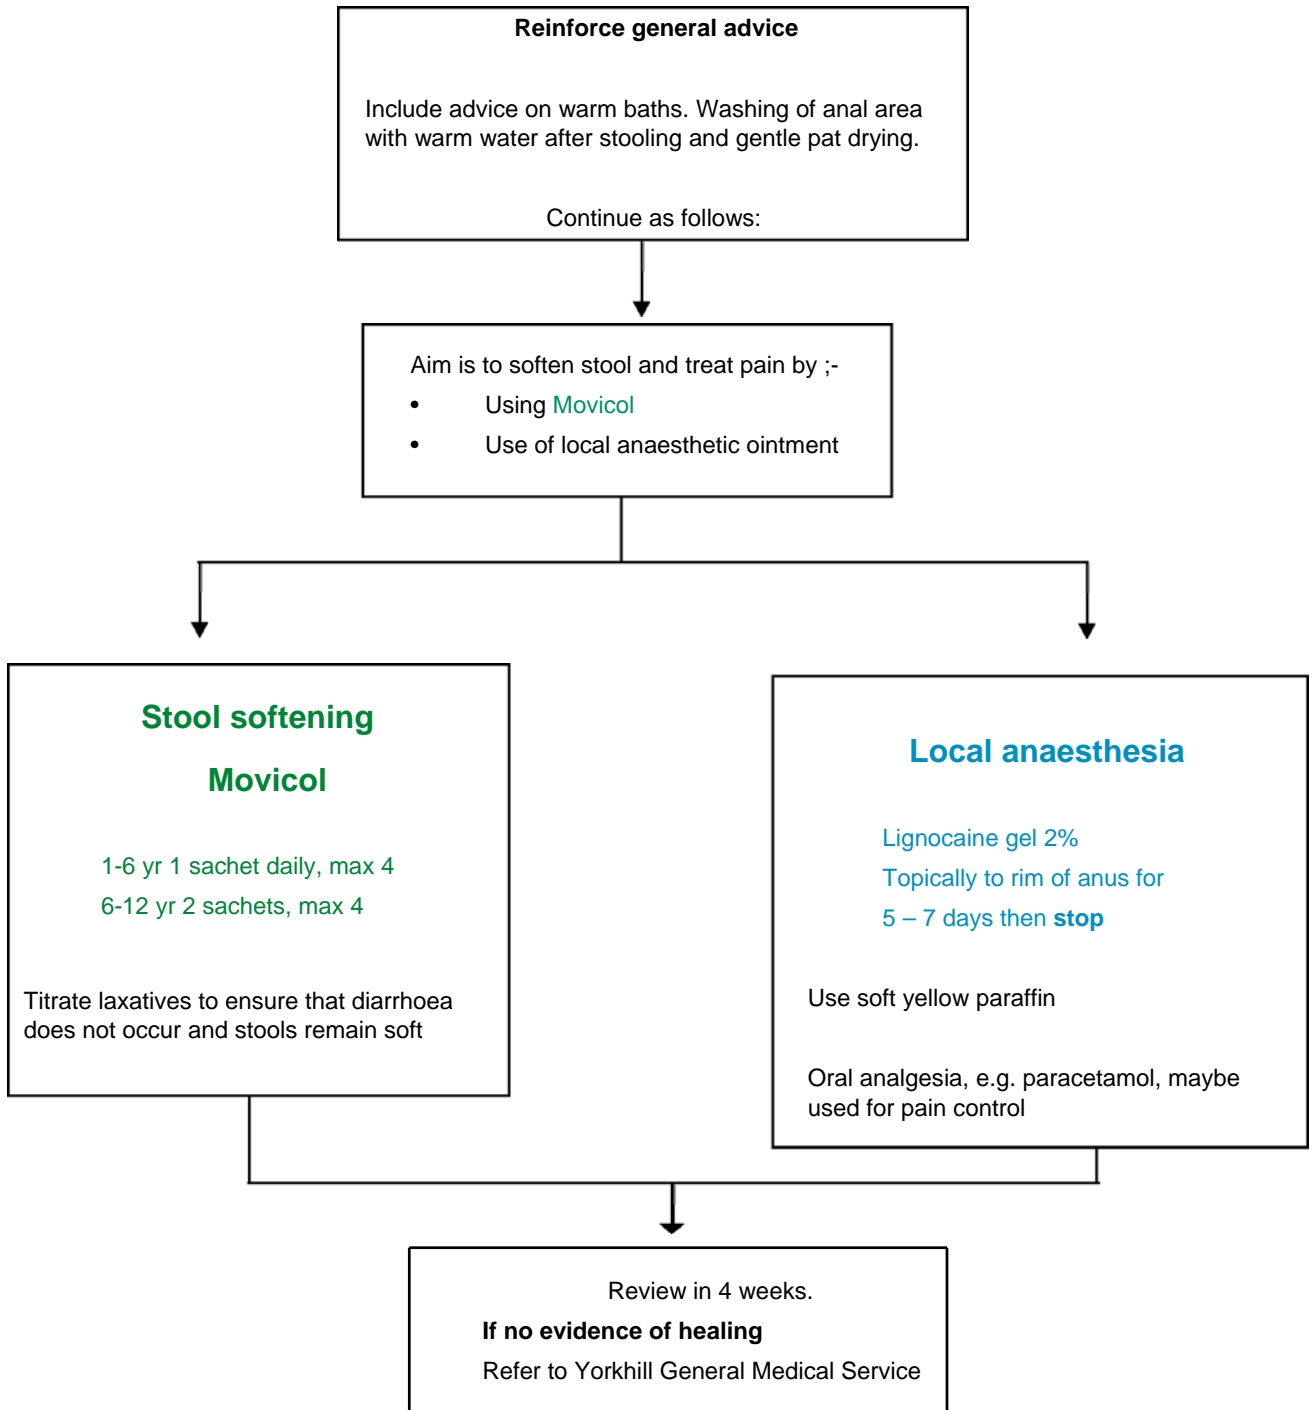 Reinforce general advice
Include advice on warm baths. Washing of anal area
with warm water after stooling and gentle pat drying.
Continue as follows:
Aim is to soften stool and treat pain by ;-
• Using Movicol
• Use of local anaesthetic ointment
Stool softening
Movicol
1-6 yr 1 sachet daily, max 4
6-12 yr 2 sachets, max 4
Titrate laxatives to ensure that diarrhoea
does not occur and stools remain soft
Local anaesthesia
Lignocaine gel 2%
Topically to rim of anus for
5 – 7 days then stop
Use soft yellow paraffin
Oral analgesia, e.g. paracetamol, maybe
used for pain control
Review in 4 weeks.
If no evidence of healing
Refer to Yorkhill General Medical Service